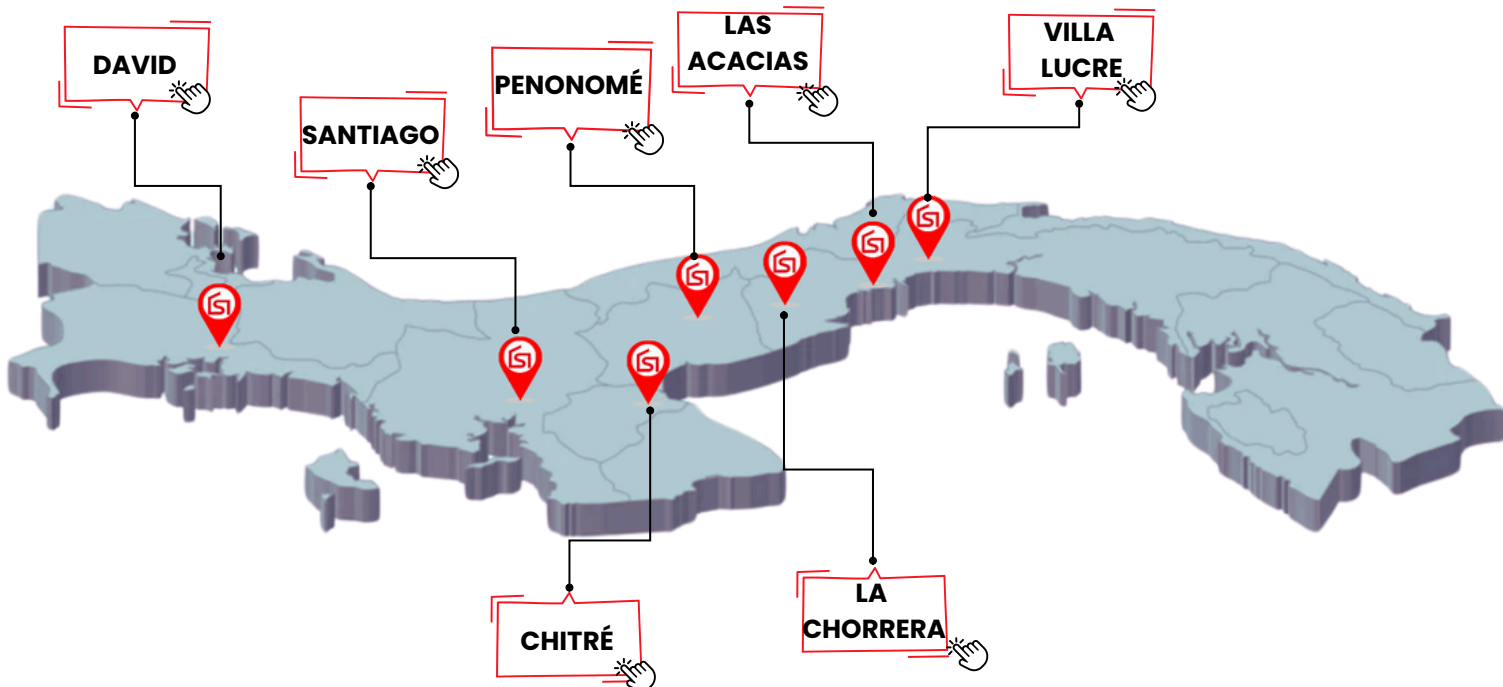 DAVID
SANTIAGO
PENONOMÉ
LAS
ACACIAS
VILLA
LUCRE
CHITRÉ
LA
CHORRERA